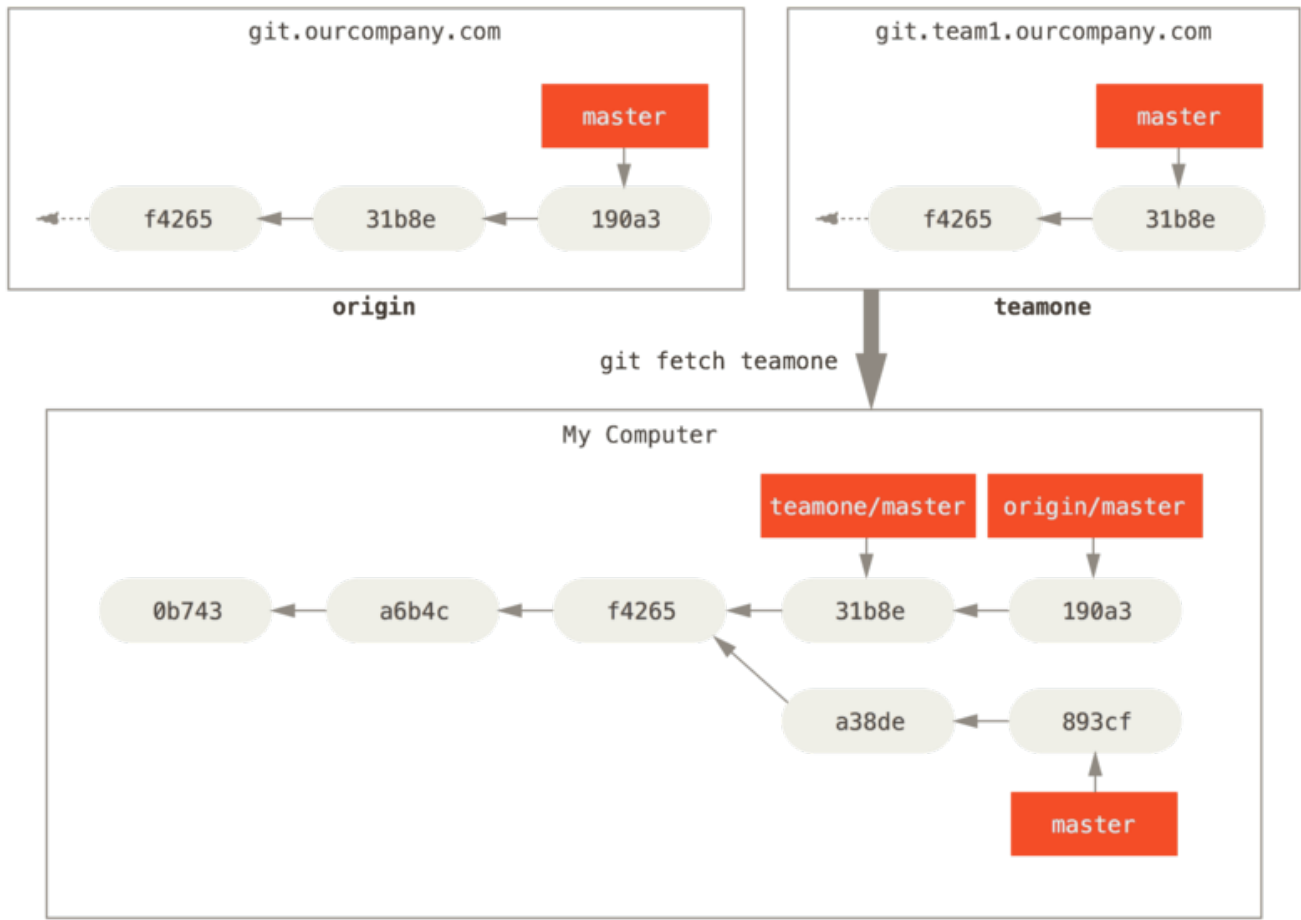 git.ourcompany.com
master
f4265 31b8e 190a3
origin
git.team1.ourcompany.com
master
f4265 31b8e
teamone
git fetch teamone
My Computer
teamone/master origin/master
0b743 a6b4c f4265 31b8e 190a3
a38de 893cf
master